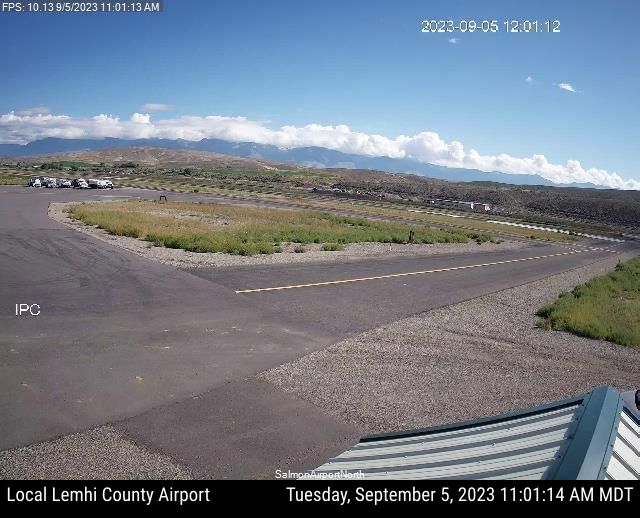 FPS: 10.13 9/5/2023 11:01:13 AM
2023-09-05 12:01:12
IPC
SalmonAirportNorth
Local Lemhi County Airport
Tuesday, September 5, 2023 11:01:14 AM MDT